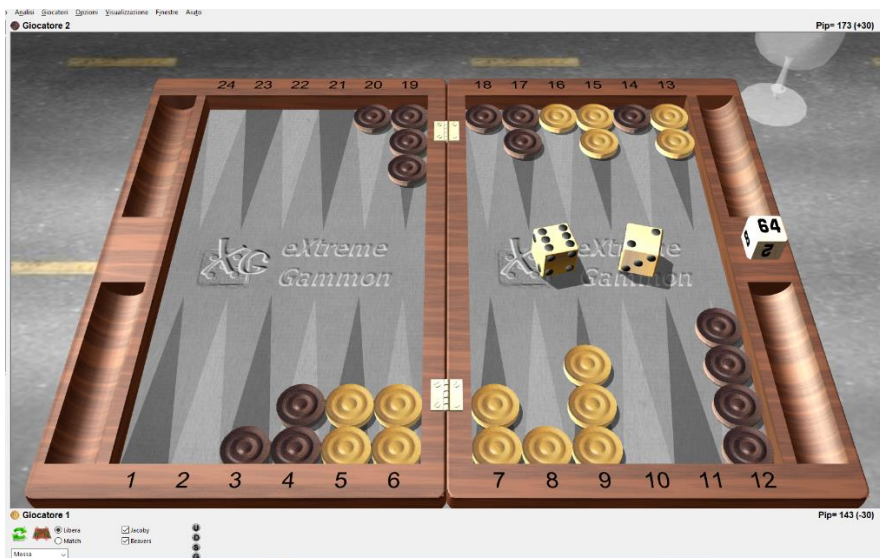 Analisi Giocatori Opzioni Visualizzazione Finestre Aiuto
Giocatore 2 Pip= 173 (+30)
24 23 22 21 20 19 18 17 16 15 14 13
64
8 2
eXtreme eXtreme
Gammon Gammon
1 2 3 4 5 6 7 8 9 10 11 12
Giocatore 1 Pip= 143 (-30)
Libera Jacoby
Match Beavers
Mossa